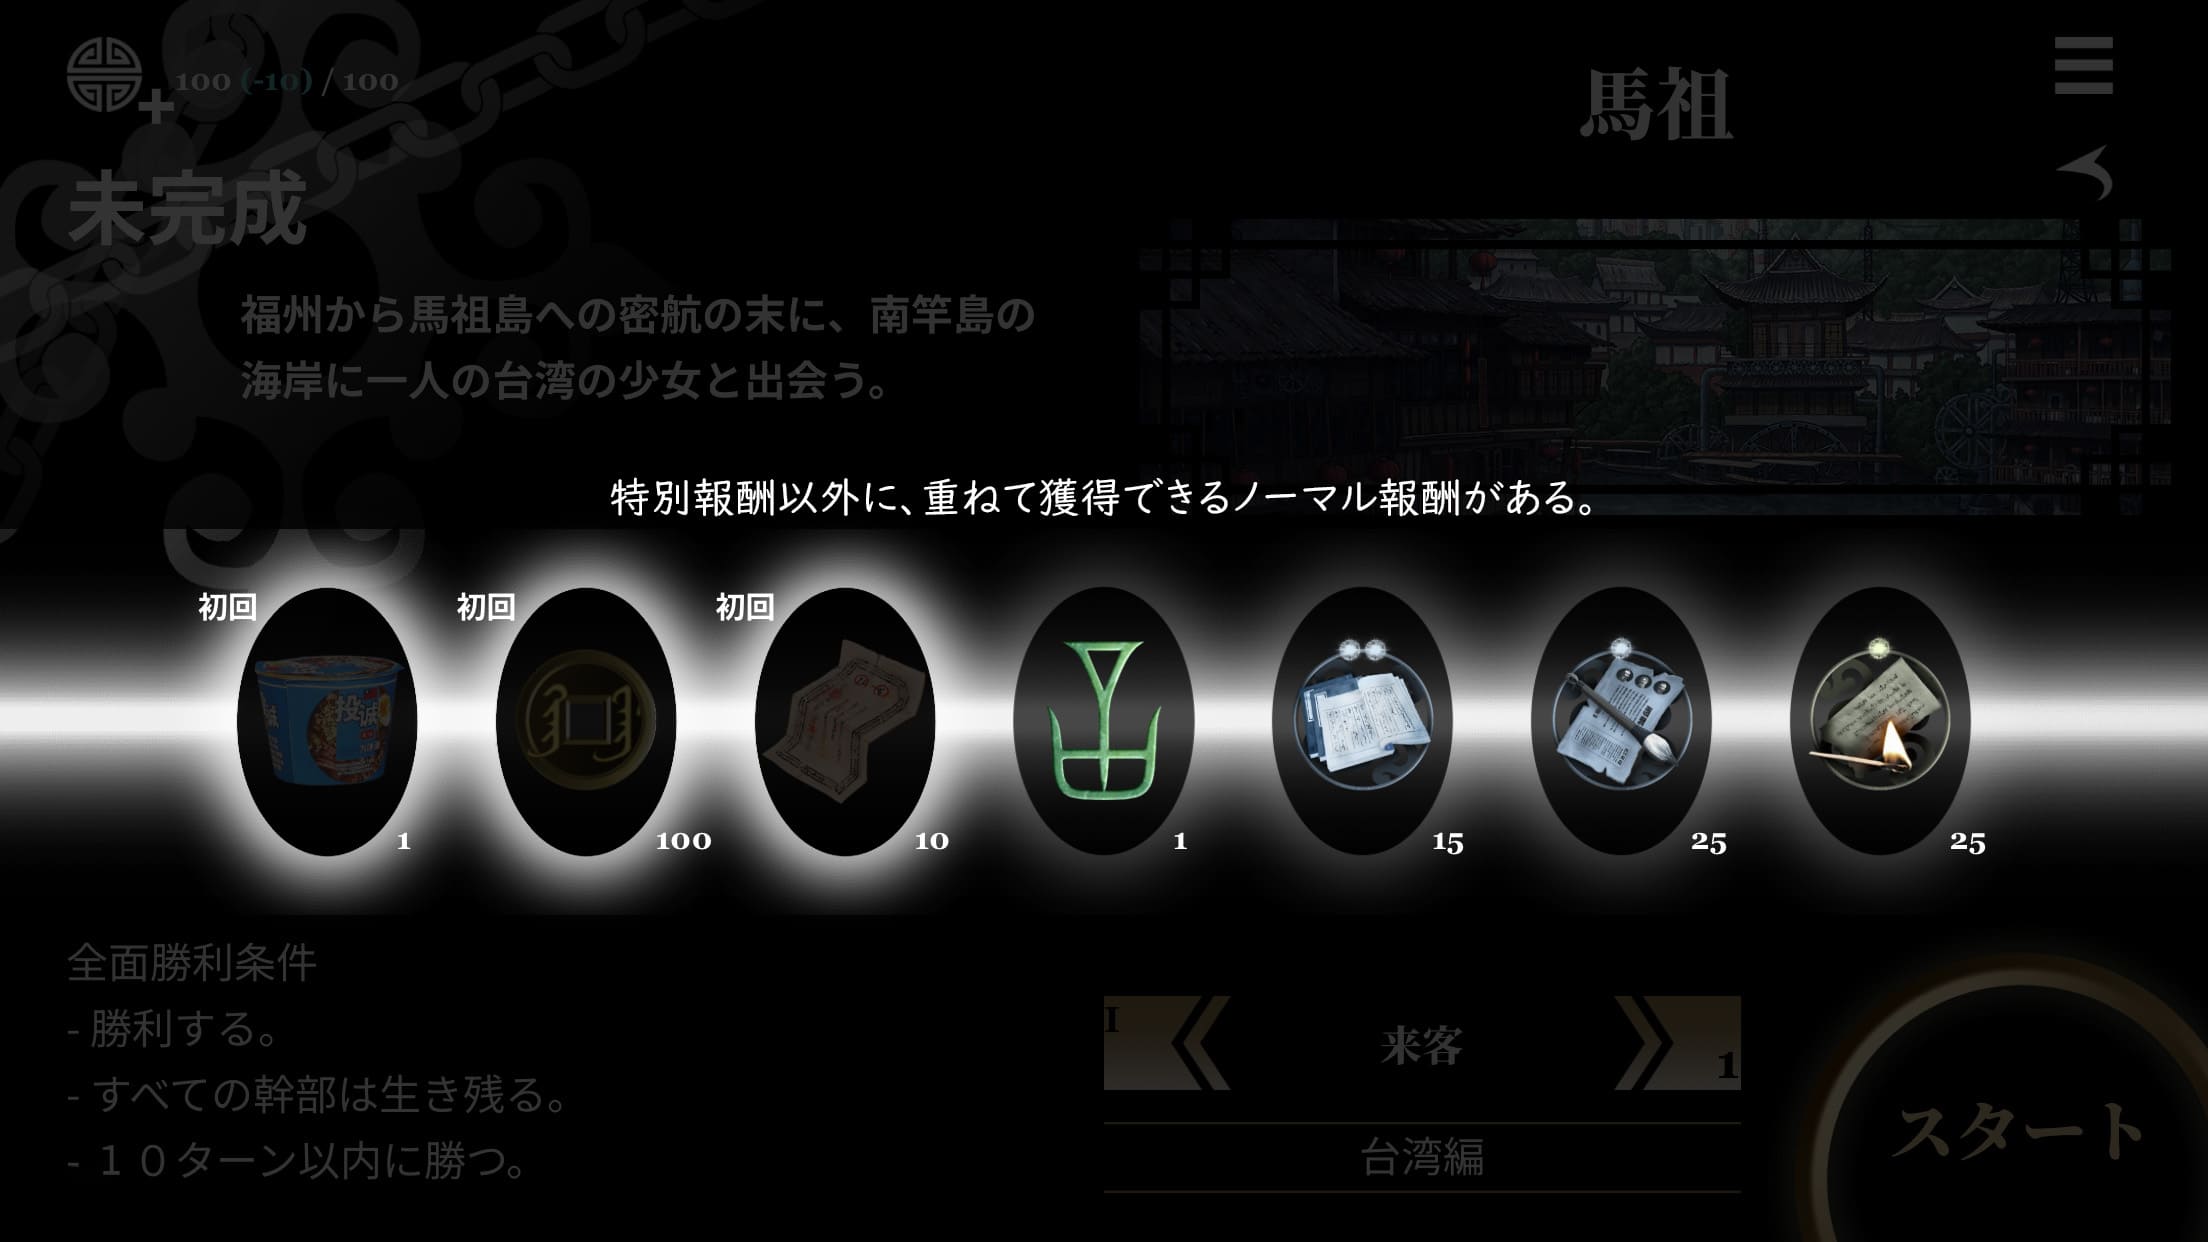 100 (-10) / 100
馬祖
未完成
福州から馬祖島への密航の末に、南竿島の
海岸に一人の台湾の少女と出会う。
特別報酬以外に、重ねて獲得できるノーマル報酬がある。
初回
初回
初回
投誠
1
100
10
1
15
25
25
全面勝利条件
- 勝利する。
- すべての幹部は生き残る。
- １０ターン以内に勝つ。
I
来客
1
台湾編
スタート